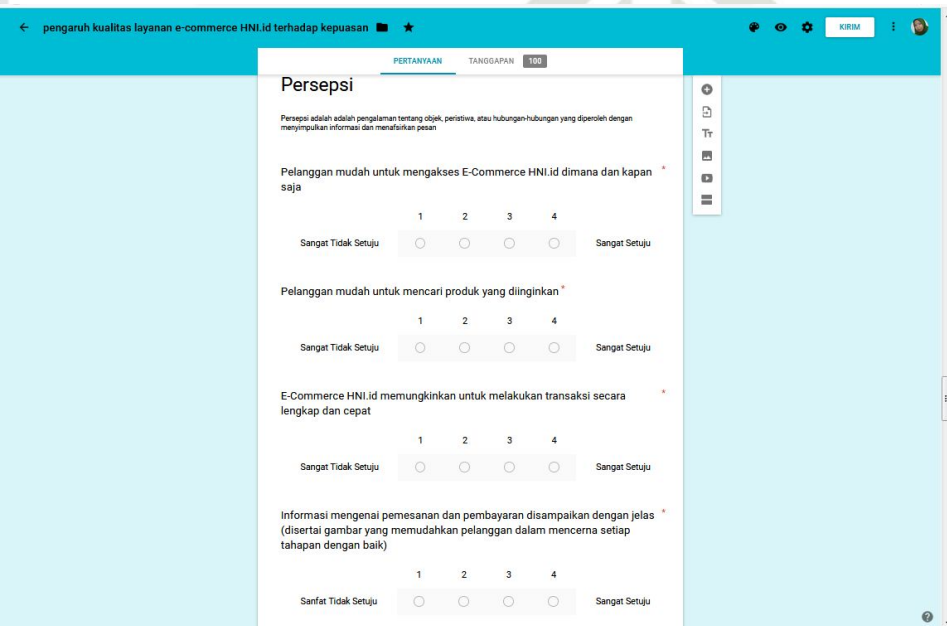 pengaruh kualitas layanan e-commerce HNI.id terhadap kepuasan
KIRIM
PERTANYAAN TANGGAPAN 100
Persepsi
Persepsi adalah adalah pengalaman tentang objek, peristiwa, atau hubungan-hubungan yang diperoleh dengan
menyimpulkan informasi dan menafsirkan pesan
Pelanggan mudah untuk mengakses E-Commerce HNI.id dimana dan kapan *
saja
1 2 3 4
Sangat Tidak Setuju Sangat Setuju
Pelanggan mudah untuk mencari produk yang diinginkan *
1 2 3 4
Sangat Tidak Setuju Sangat Setuju
E-Commerce HNI.id memungkinkan untuk melakukan transaksi secara *
lengkap dan cepat
1 2 3 4
Sangat Tidak Setuju Sangat Setuju
Informasi mengenai pemesanan dan pembayaran disampaikan dengan jelas *
(disertai gambar yang memudahkan pelanggan dalam mencerna setiap
tahapan dengan baik)
1 2 3 4
Sanfat Tidak Setuju Sangat Setuju